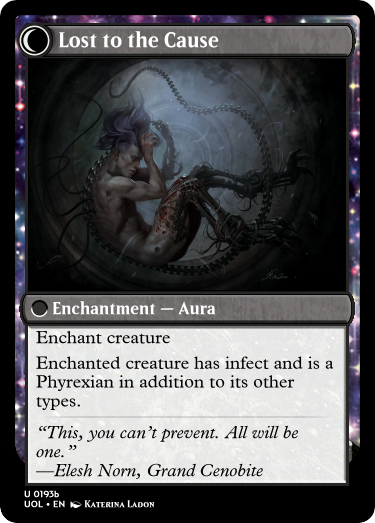 Lost to the Cause
Enchantment — Aura
Enchant creature
Enchanted creature has infect and is a
Phyrexian in addition to its other
types.
“This, you can’t prevent. All will be
one.”
—Elesh Norn, Grand Cenobite
U 0193b
UOL • EN Katerina Ladon